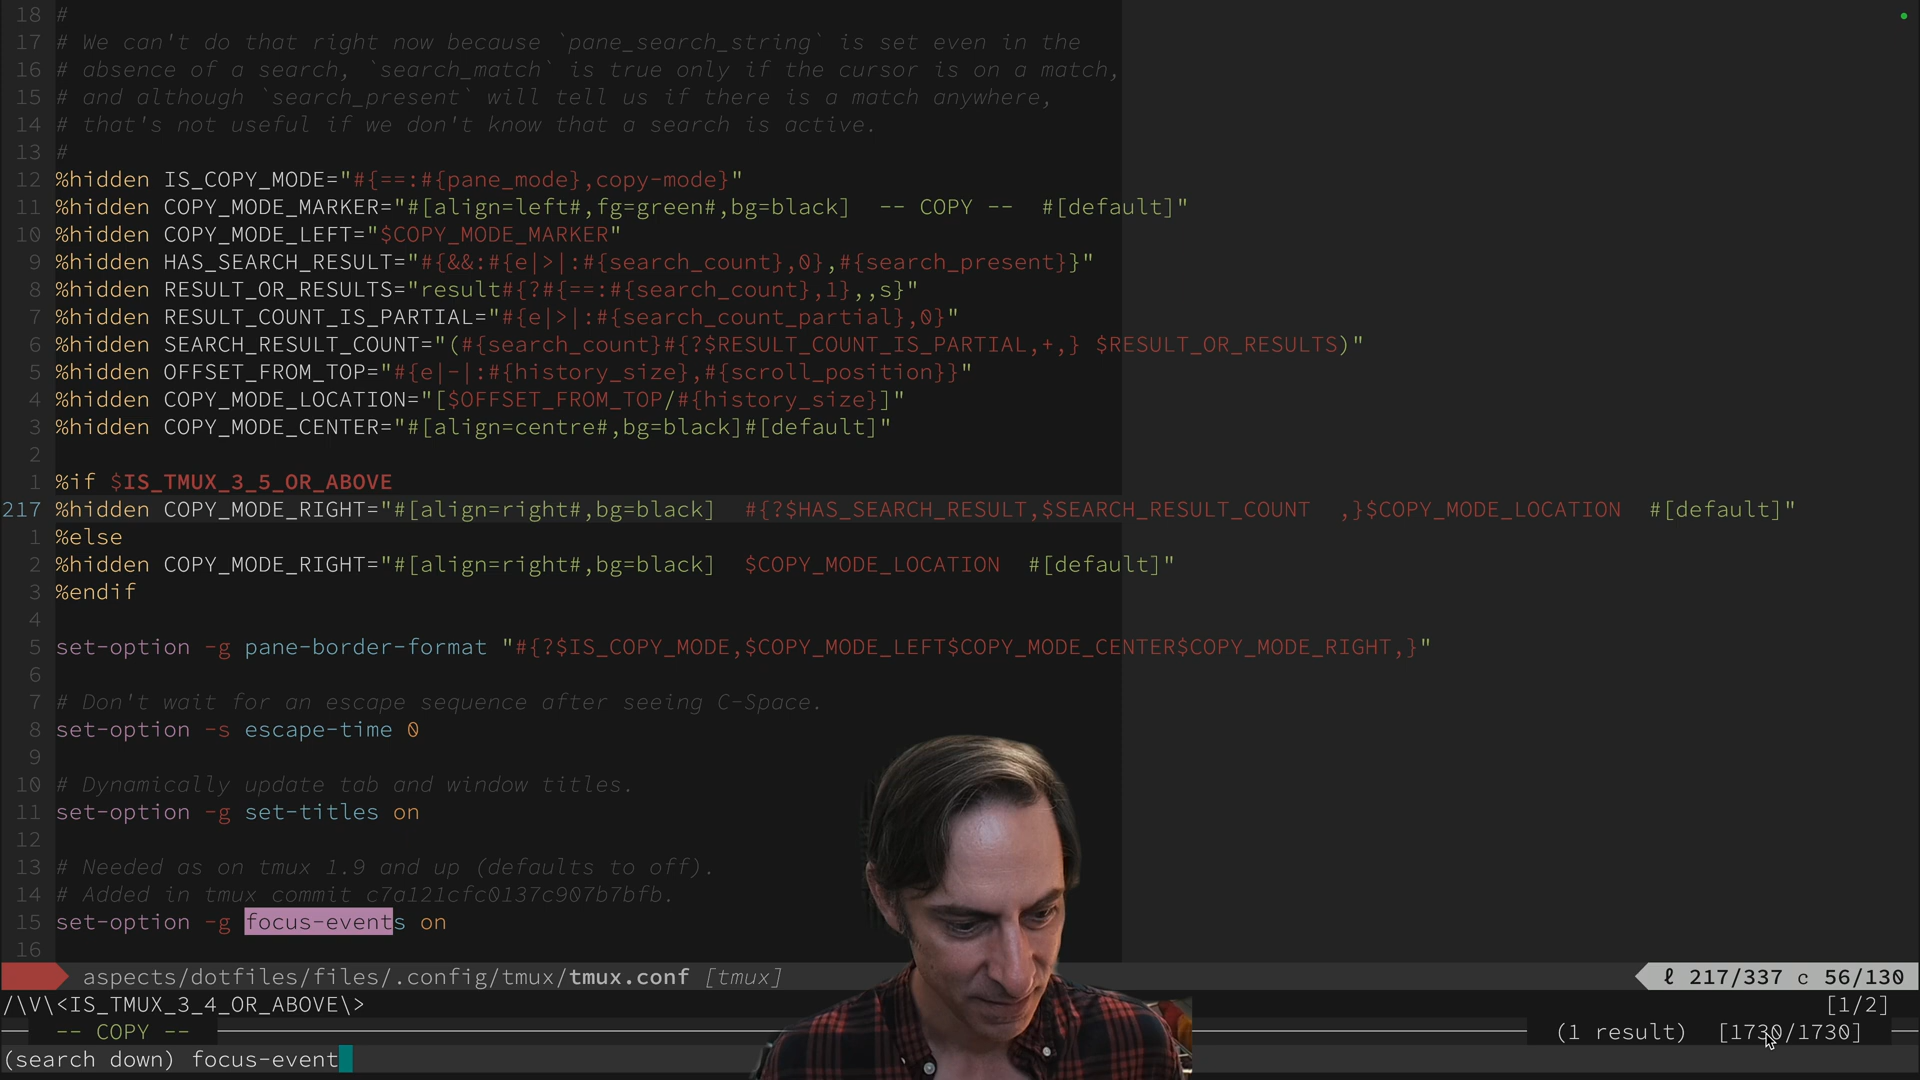 18 #
17 # We can't do that right now because `pane_search_string` is set even in the
16 # absence of a search, `search_match` is true only if the cursor is on a match,
15 # and although `search_present` will tell us if there is a match anywhere,
14 # that's not useful if we don't know that a search is active.
13 #
12 %hidden IS_COPY_MODE="#{==:#{pane_mode},copy-mode}"
11 %hidden COPY_MODE_MARKER="#[align=left#,fg=green#,bg=black]  -- COPY --  #[default]"
10 %hidden COPY_MODE_LEFT="$COPY_MODE_MARKER"
9 %hidden HAS_SEARCH_RESULT="#{&&:#{e|>|:#{search_count},0},#{search_present}}"
8 %hidden RESULT_OR_RESULTS="result#{?#{==:#{search_count},1},,s}"
7 %hidden RESULT_COUNT_IS_PARTIAL="#{e|>|:#{search_count_partial},0}"
6 %hidden SEARCH_RESULT_COUNT="(#{search_count}#{?$RESULT_COUNT_IS_PARTIAL,+,} $RESULT_OR_RESULTS)"
5 %hidden OFFSET_FROM_TOP="#{e|-|:#{history_size},#{scroll_position}}"
4 %hidden COPY_MODE_LOCATION="[$OFFSET_FROM_TOP/#{history_size}]"
3 %hidden COPY_MODE_CENTER="#[align=centre#,bg=black]#[default]"
2
1 %if $IS_TMUX_3_5_OR_ABOVE
217 %hidden COPY_MODE_RIGHT="#[align=right#,bg=black]  #{?$HAS_SEARCH_RESULT,$SEARCH_RESULT_COUNT  ,}$COPY_MODE_LOCATION  #[default]"
1 %else
2 %hidden COPY_MODE_RIGHT="#[align=right#,bg=black]  $COPY_MODE_LOCATION  #[default]"
3 %endif
4
5 set-option -g pane-border-format "#{?$IS_COPY_MODE,$COPY_MODE_LEFT$COPY_MODE_CENTER$COPY_MODE_RIGHT,}"
6
7 # Don't wait for an escape sequence after seeing C-Space.
8 set-option -s escape-time 0
9
10 # Dynamically update tab and window titles.
11 set-option -g set-titles on
12
13 # Needed as on tmux 1.9 and up (defaults to off).
14 # Added in tmux commit c7a121cfc0137c907b7bfb.
15 set-option -g focus-events on
16
aspects/dotfiles/files/.config/tmux/tmux.conf [tmux] ℓ 217/337 c 56/130
/\V\<IS_TMUX_3_4_OR_ABOVE\> [1/2]
-- COPY -- (1 result) [1730/1730]
(search down) focus-event